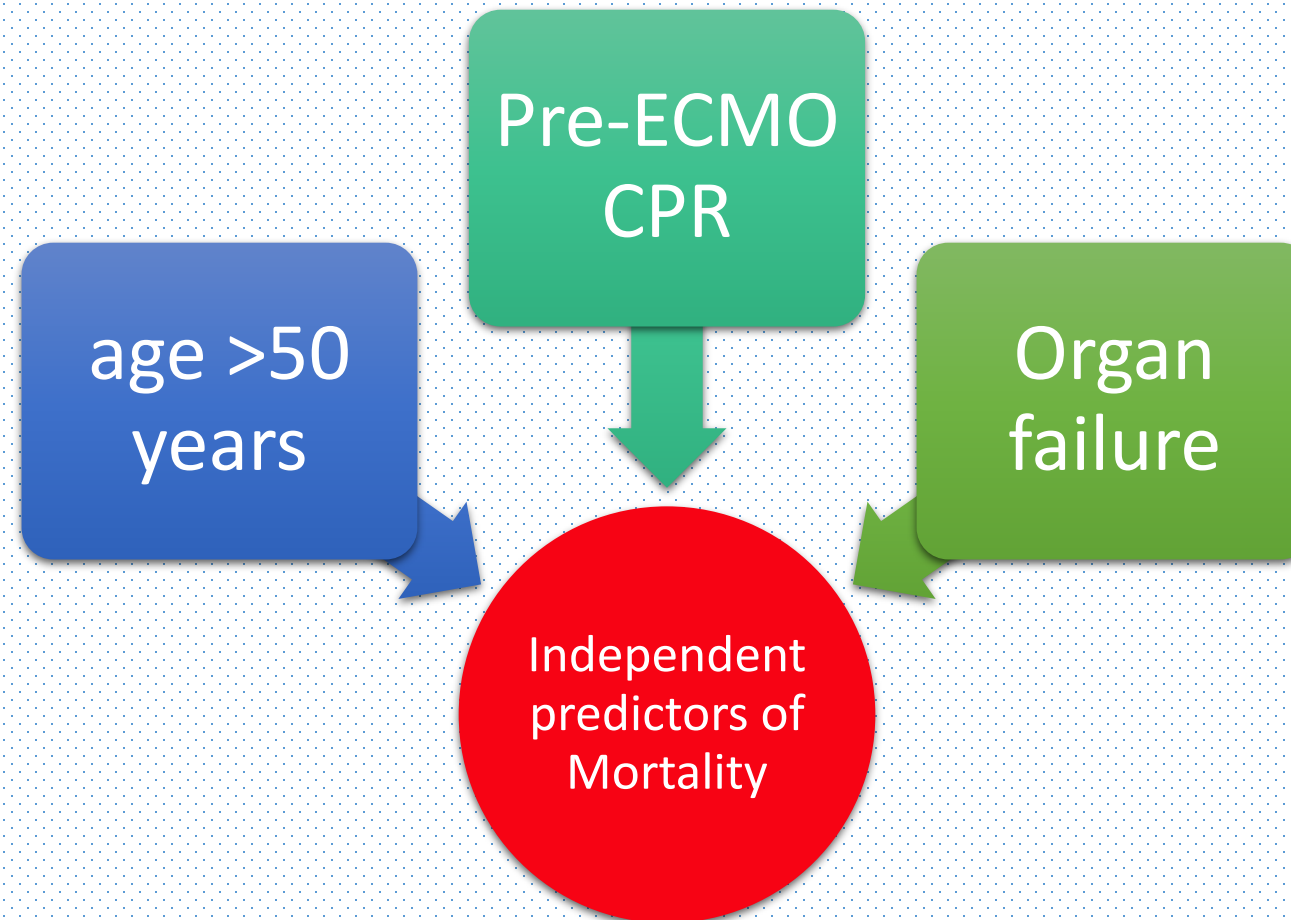 Pre-ECMO
CPR
age >50
years
Organ
failure
Independent
predictors of
Mortality